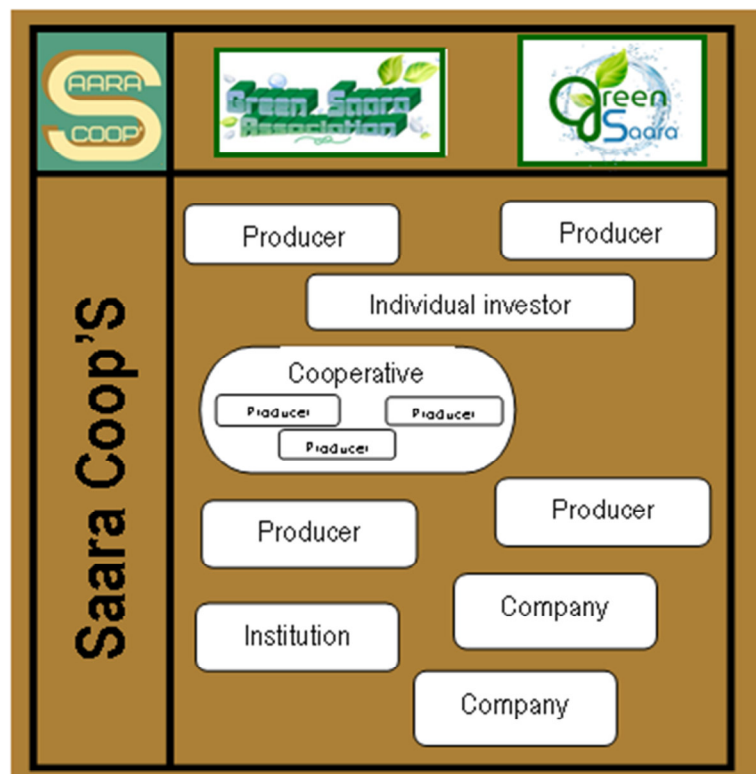 SAARA
COOP'
Green Saara
Association
green
Saara
Saara Coop'S
Producer
Producer
Individual investor
Cooperative
Producer
Producer
Producer
Producer
Producer
Institution
Company
Company